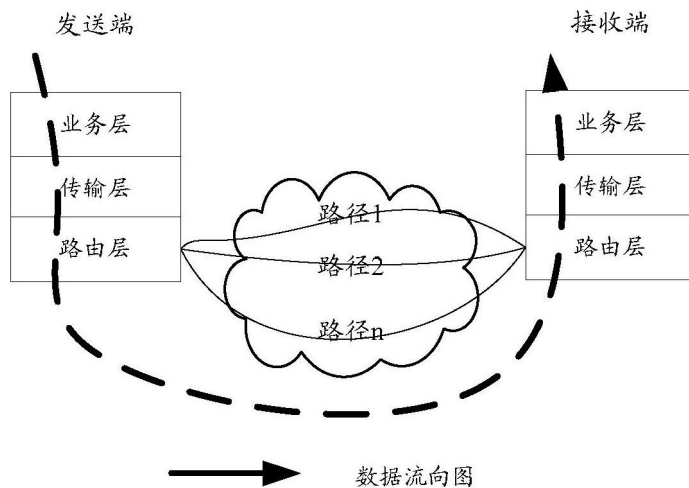 发送端
接收端
业务层
传输层
路由层
业务层
传输层
路由层
路径1
路径2
路径n
数据流向图